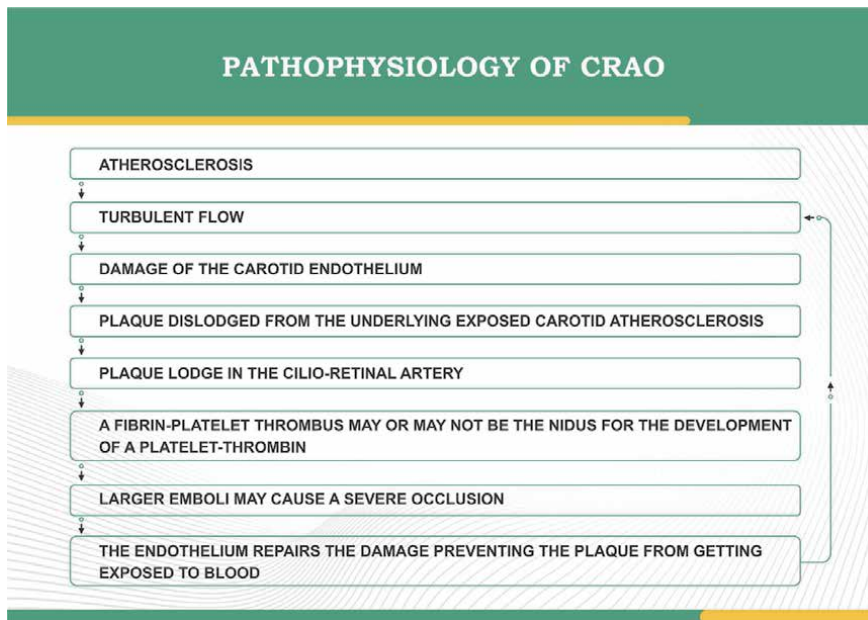 PATHOPHYSIOLOGY OF CRAO
ATHEROSCLEROSIS
TURBULENT FLOW
DAMAGE OF THE CAROTID ENDOTHELIUM
PLAQUE DISLODGED FROM THE UNDERLYING EXPOSED CAROTID ATHEROSCLEROSIS
PLAQUE LODGE IN THE CILIO-RETINAL ARTERY
A FIBRIN-PLATELET THROMBUS MAY OR MAY NOT BE THE NIDUS FOR THE DEVELOPMENT
OF A PLATELET-THROMBIN
LARGER EMBOLI MAY CAUSE A SEVERE OCCLUSION
THE ENDOTHELIUM REPAIRS THE DAMAGE PREVENTING THE PLAQUE FROM GETTING
EXPOSED TO BLOOD